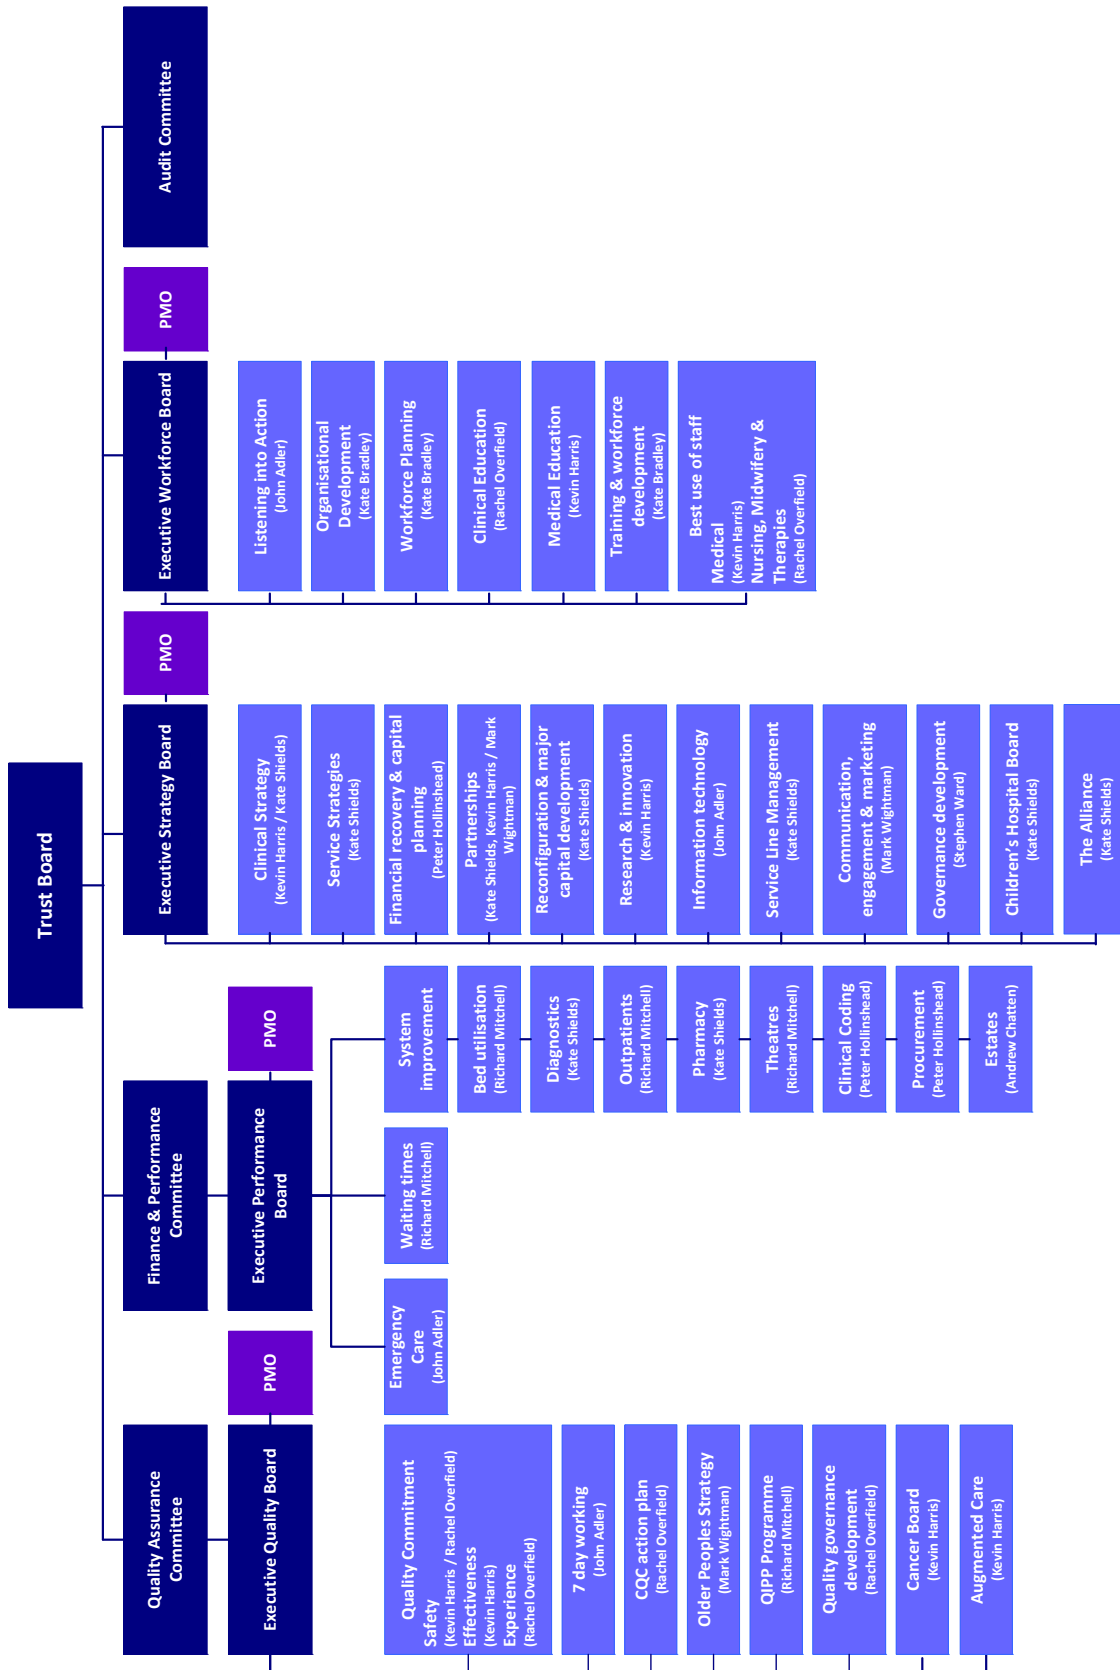 Trust Board
Quality Assurance
Committee
Finance & Performance
Committee
Executive Strategy Board
PMO
Executive Workforce Board
PMO
Audit Committee
Executive Quality Board
PMO
Executive Performance
Board
PMO
Quality Commitment
Safety
(Kevin Harris / Rachel Overfield)
Effectiveness
(Kevin Harris)
Experience
(Rachel Overfield)
7 day working
(John Adler)
CQC action plan
(Rachel Overfield)
Older Peoples Strategy
(Mark Wightman)
QIPP Programme
(Richard Mitchell)
Quality governance
development
(Rachel Overfield)
Cancer Board
(Kevin Harris)
Augmented Care
(Kevin Harris)
Emergency
Care
(John Adler)
Waiting times
(Richard Mitchell)
System
improvement
Bed utilisation
(Richard Mitchell)
Diagnostics
(Kate Shields)
Outpatients
(Richard Mitchell)
Pharmacy
(Kate Shields)
Theatres
(Richard Mitchell)
Clinical Coding
(Peter Hollinshead)
Procurement
(Peter Hollinshead)
Estates
(Andrew Chatten)
Clinical Strategy
(Kevin Harris / Kate Shields)
Service Strategies
(Kate Shields)
Financial recovery & capital
planning
(Peter Hollinshead)
Partnerships
(Kate Shields, Kevin Harris / Mark
Wightman)
Reconfiguration & major
capital development
(Kate Shields)
Research & innovation
(Kevin Harris)
Information technology
(John Adler)
Service Line Management
(Kate Shields)
Communication,
engagement & marketing
(Mark Wightman)
Governance development
(Stephen Ward)
Children's Hospital Board
(Kate Shields)
The Alliance
(Kate Shields)
Listening into Action
(John Adler)
Organisational
Development
(Kate Bradley)
Workforce Planning
(Kate Bradley)
Clinical Education
(Rachel Overfield)
Medical Education
(Kevin Harris)
Training & workforce
development
(Kate Bradley)
Best use of staff
Medical
(Kevin Harris)
Nursing, Midwifery &
Therapies
(Rachel Overfield)